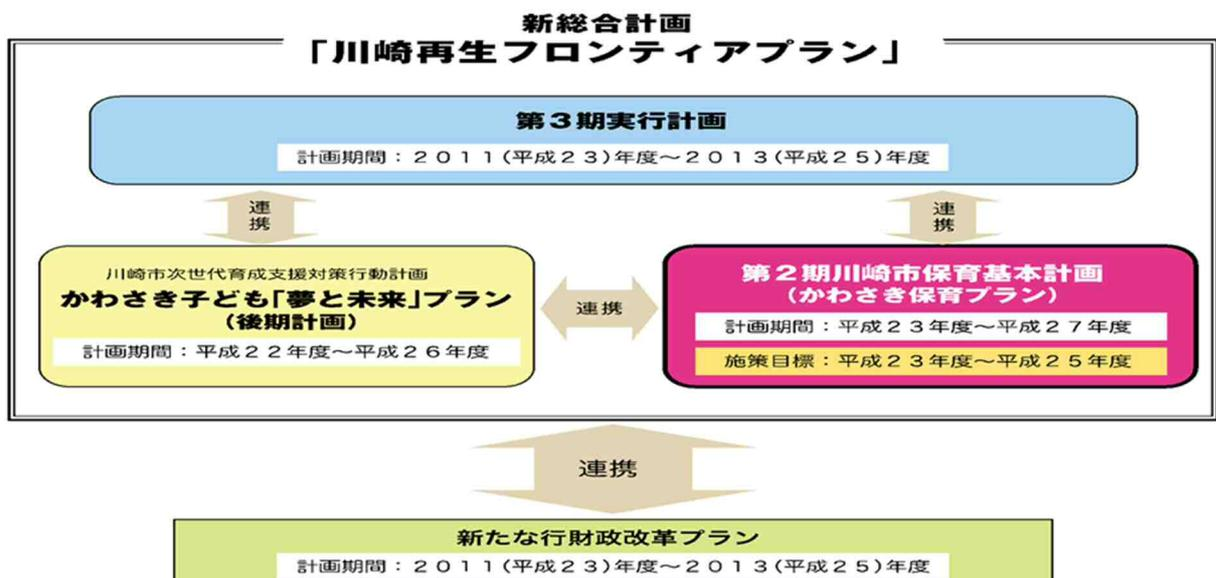 新総合計画
「川崎再生フロンティアプラン」
第３期実行計画
計画期間：２０１１(平成２３)年度～２０１３(平成２５)年度
連携
連携
川崎市次世代育成支援対策行動計画
かわさき子ども「夢と未来」プラン
(後期計画)
計画期間：平成２２年度～平成２６年度
連携
第２期川崎市保育基本計画
(かわさき保育プラン)
計画期間：平成２３年度～平成２７年度
施策目標：平成２３年度～平成２５年度
連携
新たな行財政改革プラン
計画期間：２０１１(平成２３)年度～２０１３(平成２５)年度